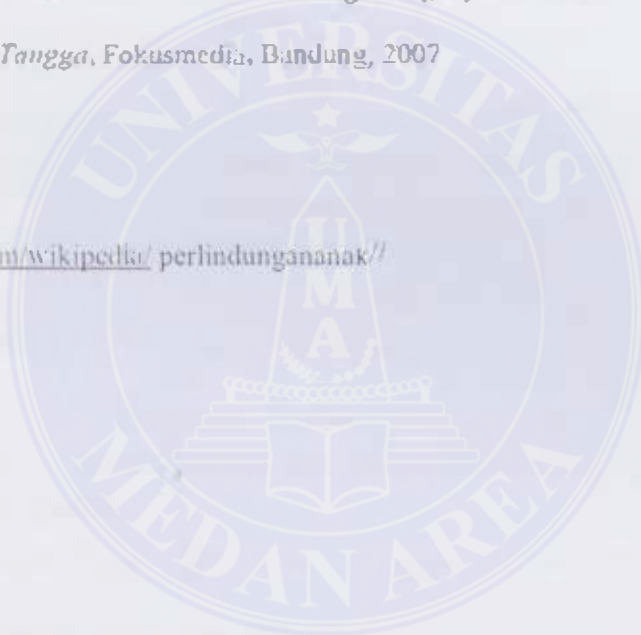 Tangga, Fokusmedia, Bandung, 2007
UNIVERSITAS
m/wikipedia/ perlindungananak//
U
M
A
MEDAN AREA